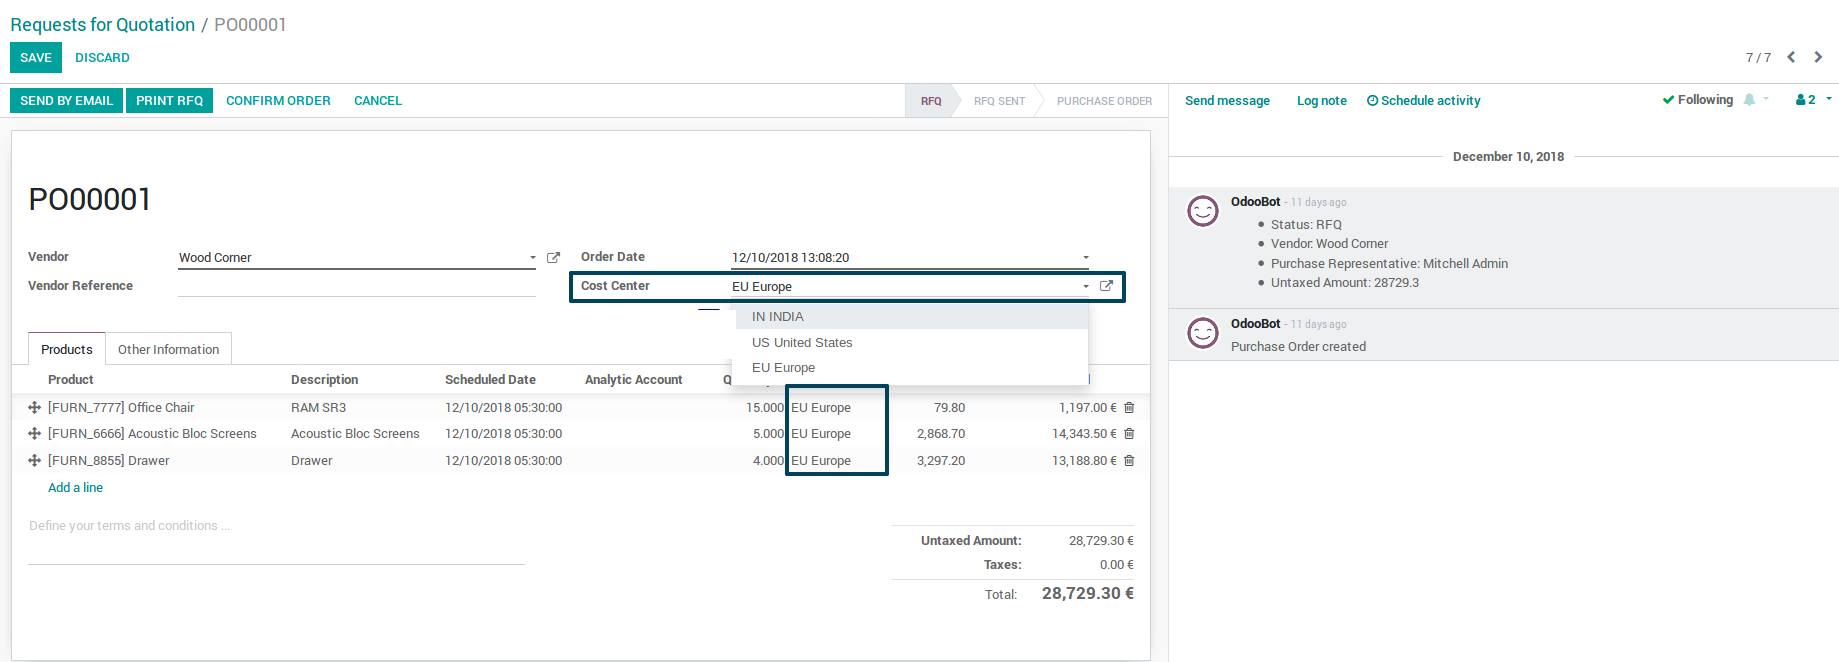 Requests for Quotation / PO00001
SAVE DISCARD 7 / 7
SEND BY EMAIL PRINT RFQ CONFIRM ORDER CANCEL RFQ RFQ SENT PURCHASE ORDER
Send message Log note Schedule activity Following 2
PO00001
Vendor Wood Corner
Order Date 12/10/2018 13:08:20
Vendor Reference
Cost Center EU Europe
IN INDIA
US United States
EU Europe
Products Other Information
Product Description Scheduled Date Analytic Account
[FURN_7777] Office Chair RAM SR3 12/10/2018 05:30:00 15.000 EU Europe 79.80 1,197.00 €
[FURN_6666] Acoustic Bloc Screens Acoustic Bloc Screens 12/10/2018 05:30:00 5.000 EU Europe 2,868.70 14,343.50 €
[FURN_8855] Drawer Drawer 12/10/2018 05:30:00 4.000 EU Europe 3,297.20 13,188.80 €
Add a line
Define your terms and conditions ...
Untaxed Amount: 28,729.30 €
Taxes: 0.00 €
Total: 28,729.30 €
December 10, 2018
OdooBot - 11 days ago
Status: RFQ
Vendor: Wood Corner
Purchase Representative: Mitchell Admin
Untaxed Amount: 28729.3
OdooBot - 11 days ago
Purchase Order created